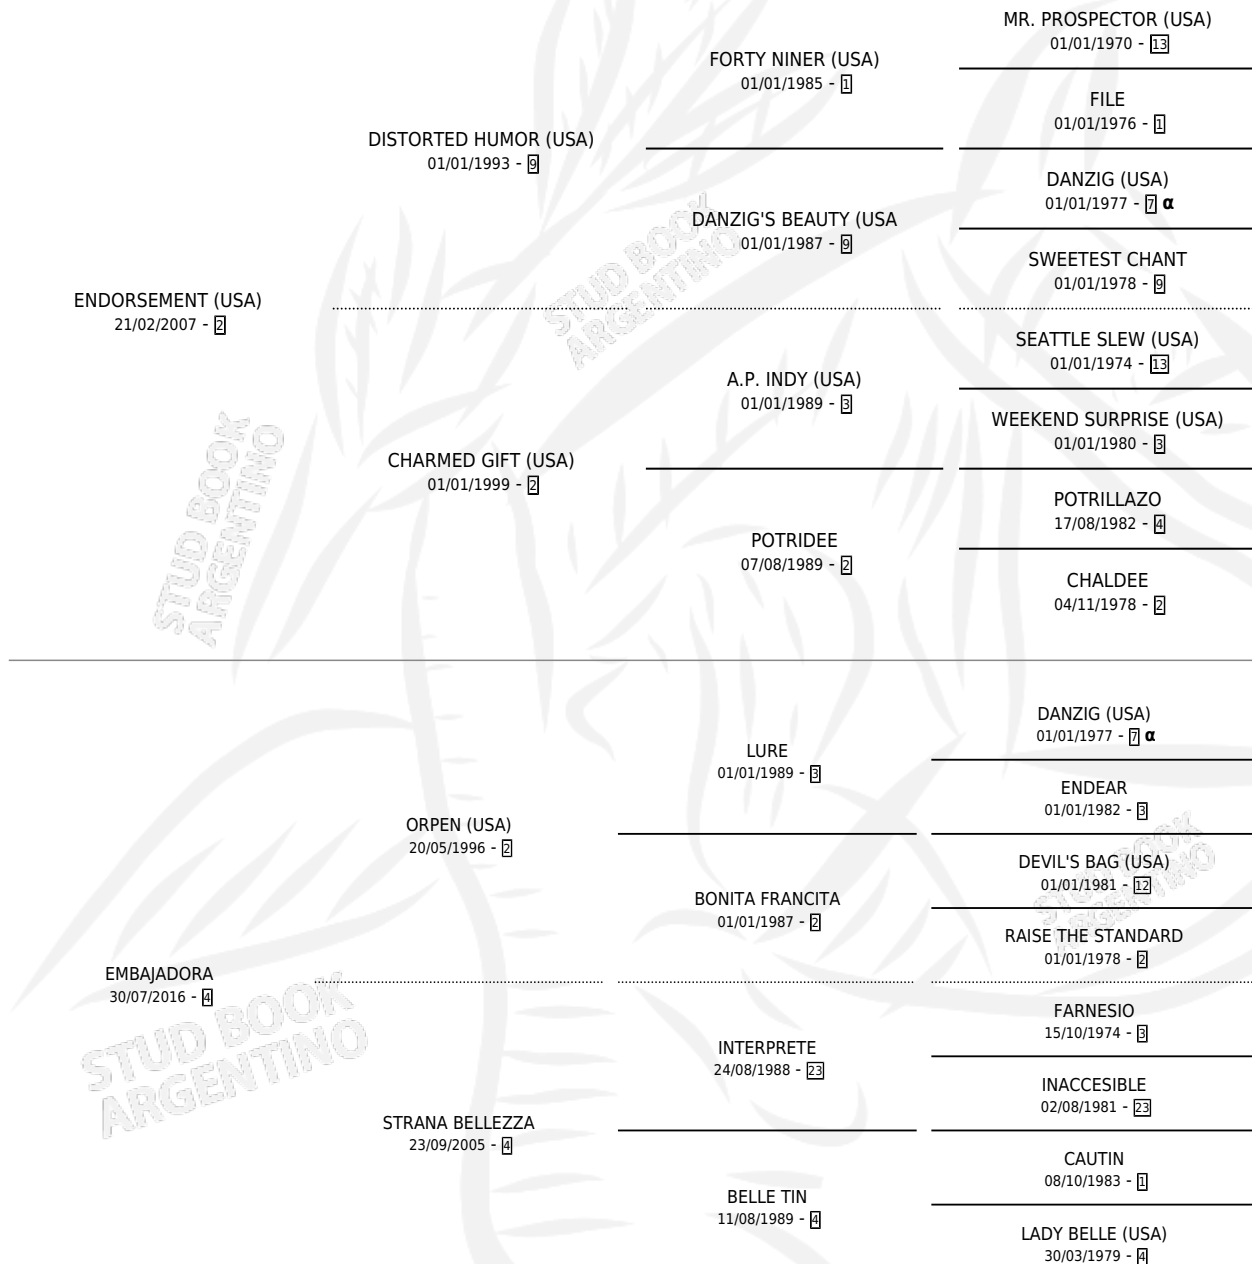 MR. PROSPECTOR (USA)
01/01/1970 - 13
FORTY NINER (USA)
01/01/1985 - 1
FILE
01/01/1976 - 1
DISTORTED HUMOR (USA)
01/01/1993 - 9
DANZIG (USA)
01/01/1977 - 7 α
DANZIG'S BEAUTY (USA
01/01/1987 - 9
SWEETEST CHANT
01/01/1978 - 9
ENDORSEMENT (USA)
21/02/2007 - 2
SEATTLE SLEW (USA)
01/01/1974 - 13
A.P. INDY (USA)
01/01/1989 - 3
WEEKEND SURPRISE (USA)
01/01/1980 - 3
CHARMED GIFT (USA)
01/01/1999 - 2
POTRILLAZO
17/08/1982 - 4
POTRIDEE
07/08/1989 - 2
CHALDEE
04/11/1978 - 2
DANZIG (USA)
01/01/1977 - 7 α
LURE
01/01/1989 - 3
ENDEAR
01/01/1982 - 3
ORPEN (USA)
20/05/1996 - 2
DEVIL'S BAG (USA)
01/01/1981 - 12
BONITA FRANCITA
01/01/1987 - 2
RAISE THE STANDARD
01/01/1978 - 2
EMBAJADORA
30/07/2016 - 4
FARNESIO
15/10/1974 - 3
INTERPRETE
24/08/1988 - 23
INACCESIBLE
02/08/1981 - 23
STRANA BELLEZZA
23/09/2005 - 4
CAUTIN
08/10/1983 - 1
BELLE TIN
11/08/1989 - 4
LADY BELLE (USA)
30/03/1979 - 4
STUD BOOK
ARGENTINO
STUD BOOK
ARGENTINO
STUD BOOK
ARGENTINO
STUD BOOK
ARGENTINO